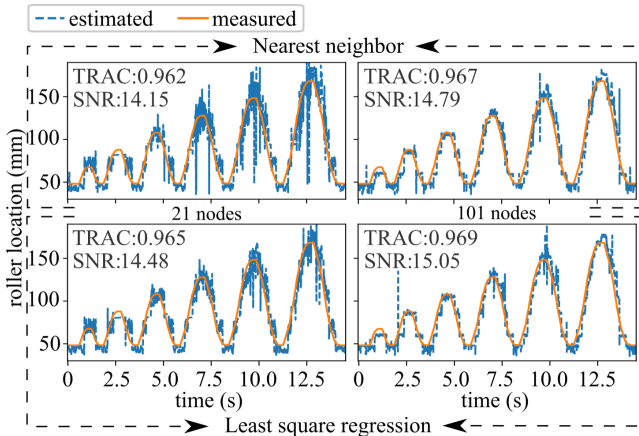 estimated measured
Nearest neighbor
TRAC:0.962
SNR:14.15
TRAC:0.967
SNR:14.79
150
100
50
roller location (mm)
21 nodes
101 nodes
TRAC:0.965
SNR:14.48
TRAC:0.969
SNR:15.05
150
100
50
0 2.5 5.0 7.5 10.0 12.5
0 2.5 5.0 7.5 10.0 12.5
time (s)
time (s)
Least square regression